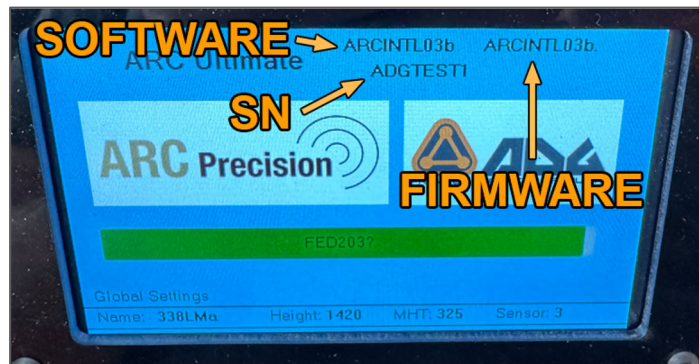 SOFTWARE ARCINTL03b. ARCINTL03b.
ARC Ultimate
ADGTEST1
SN
ARC Precision ADG
FIRMWARE
FED203?
Global Settings
Name: 338LMa Height: 1420 MHT: 325 Sensor: 3